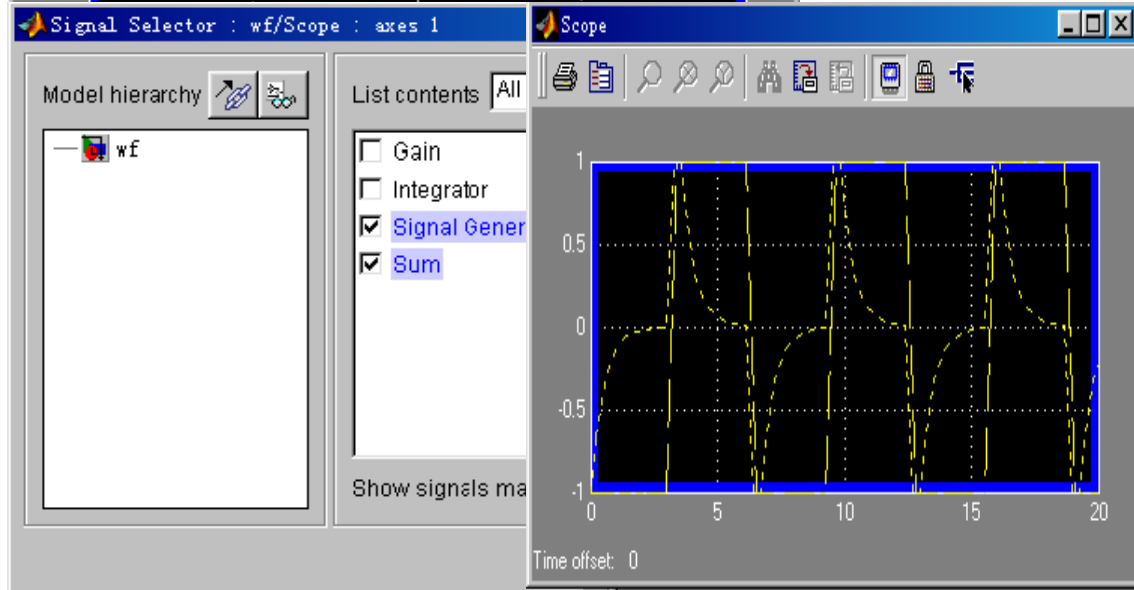 Signal Selector : wf/Scope : axes 1
Model hierarchy
wf
List contents All
Gain
Integrator
Signal Gener
Sum
Show signals ma
Scope
1
0.5
0
-0.5
-1
0 5 10 15 20
Time offset: 0